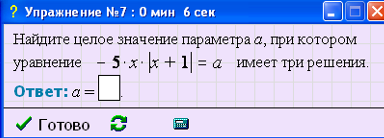 ? Упражнение №7 : 0 мин 6 сек
Найдите целое значение параметра a, при котором
уравнение - 5 · x · |x + 1| = a имеет три решения.
Ответ: a = .
Готово